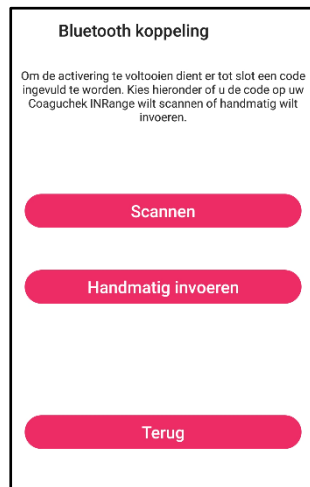 Bluetooth koppeling
Om de activering te voltooien dient er tot slot een code
ingevuld te worden. Kies hieronder of u de code op uw
Coaguchek INRange wilt scannen of handmatig wilt
invoeren.
Scannen
Handmatig invoeren
Terug